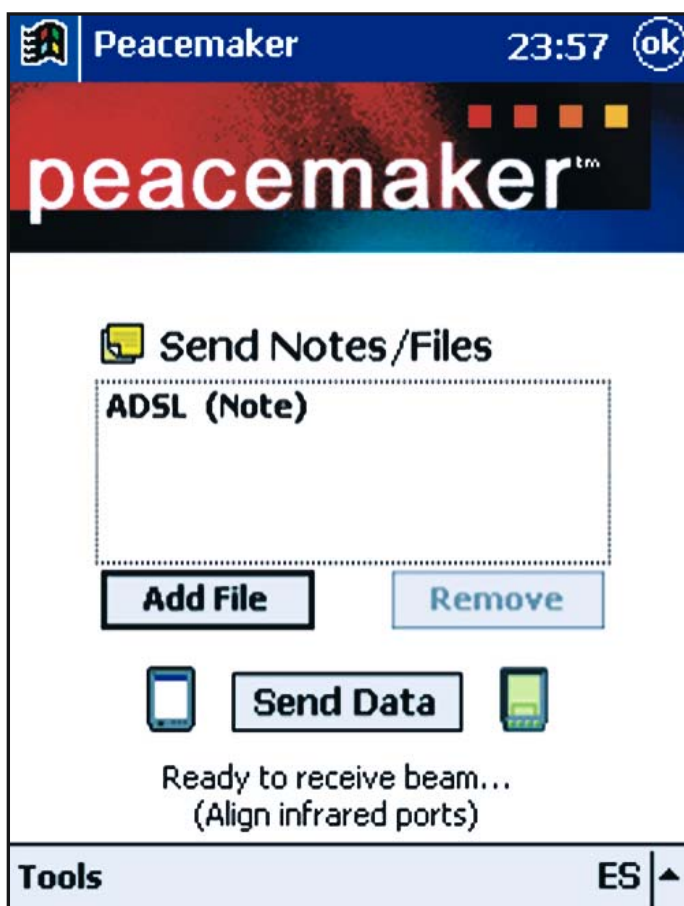 Peacemaker 23:57 ok
peacemaker™
Send Notes/Files
ADSL (Note)
Add File Remove
Send Data
Ready to receive beam...
(Align infrared ports)
Tools ES